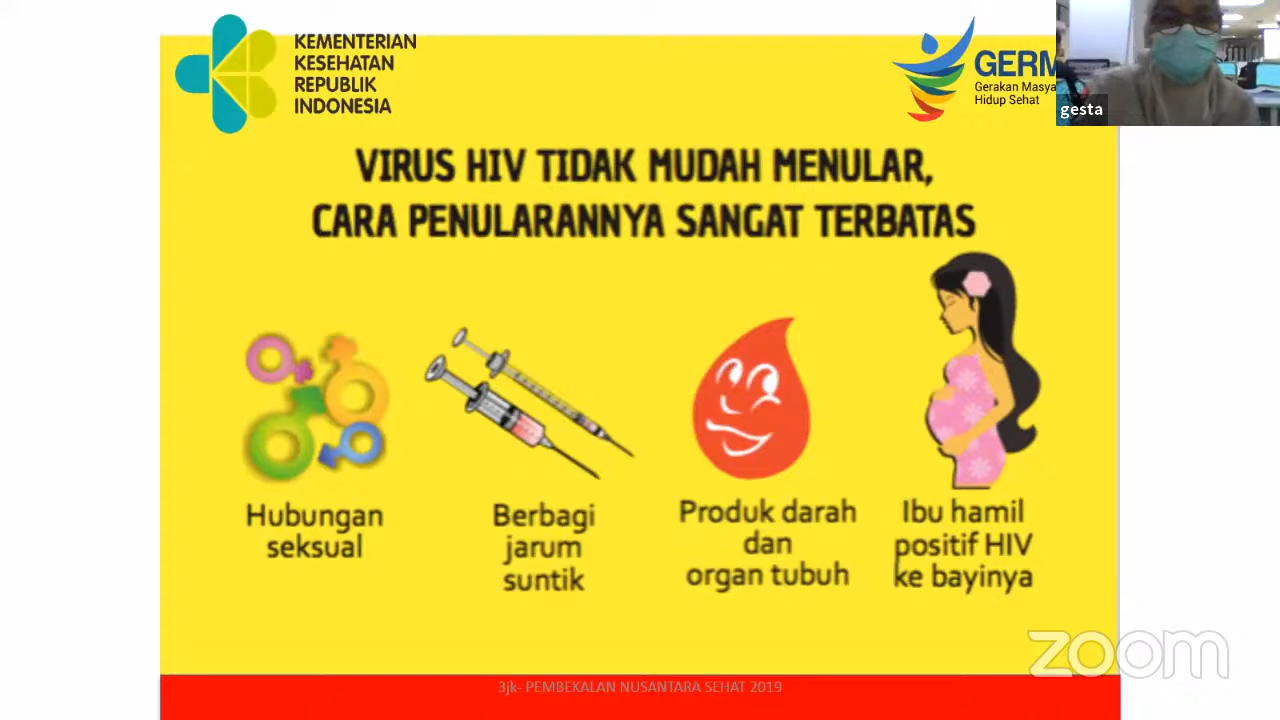 KEMENTERIAN
KESEHATAN
REPUBLIK
INDONESIA
GERM
Gerakan Masya
Hidup Sehat
gesta
VIRUS HIV TIDAK MUDAH MENULAR,
CARA PENULARANNYA SANGAT TERBATAS
Hubungan
seksual
Berbagi
jarum
suntik
Produk darah
dan
organ tubuh
Ibu hamil
positif HIV
ke bayinya
zoom
3jk- PEMBEKALAN NUSANTARA SEHAT 2019